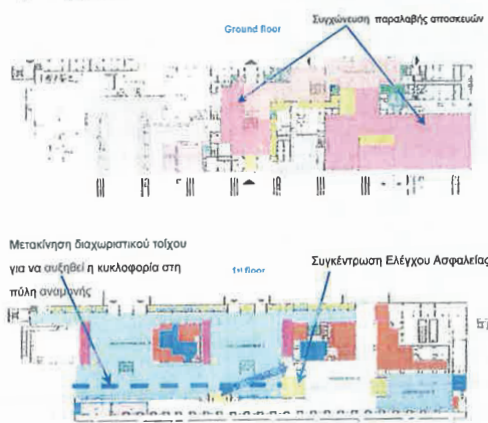 Συγχώνευση παραλαβής αποσκευών
Ground floor
Μετακίνηση διαχωριστικού τοίχου
για να αυξηθεί η κυκλοφορία στη
πύλη αναμονής
1st floor
Συγκέντρωση Ελέγχου Ασφαλείας